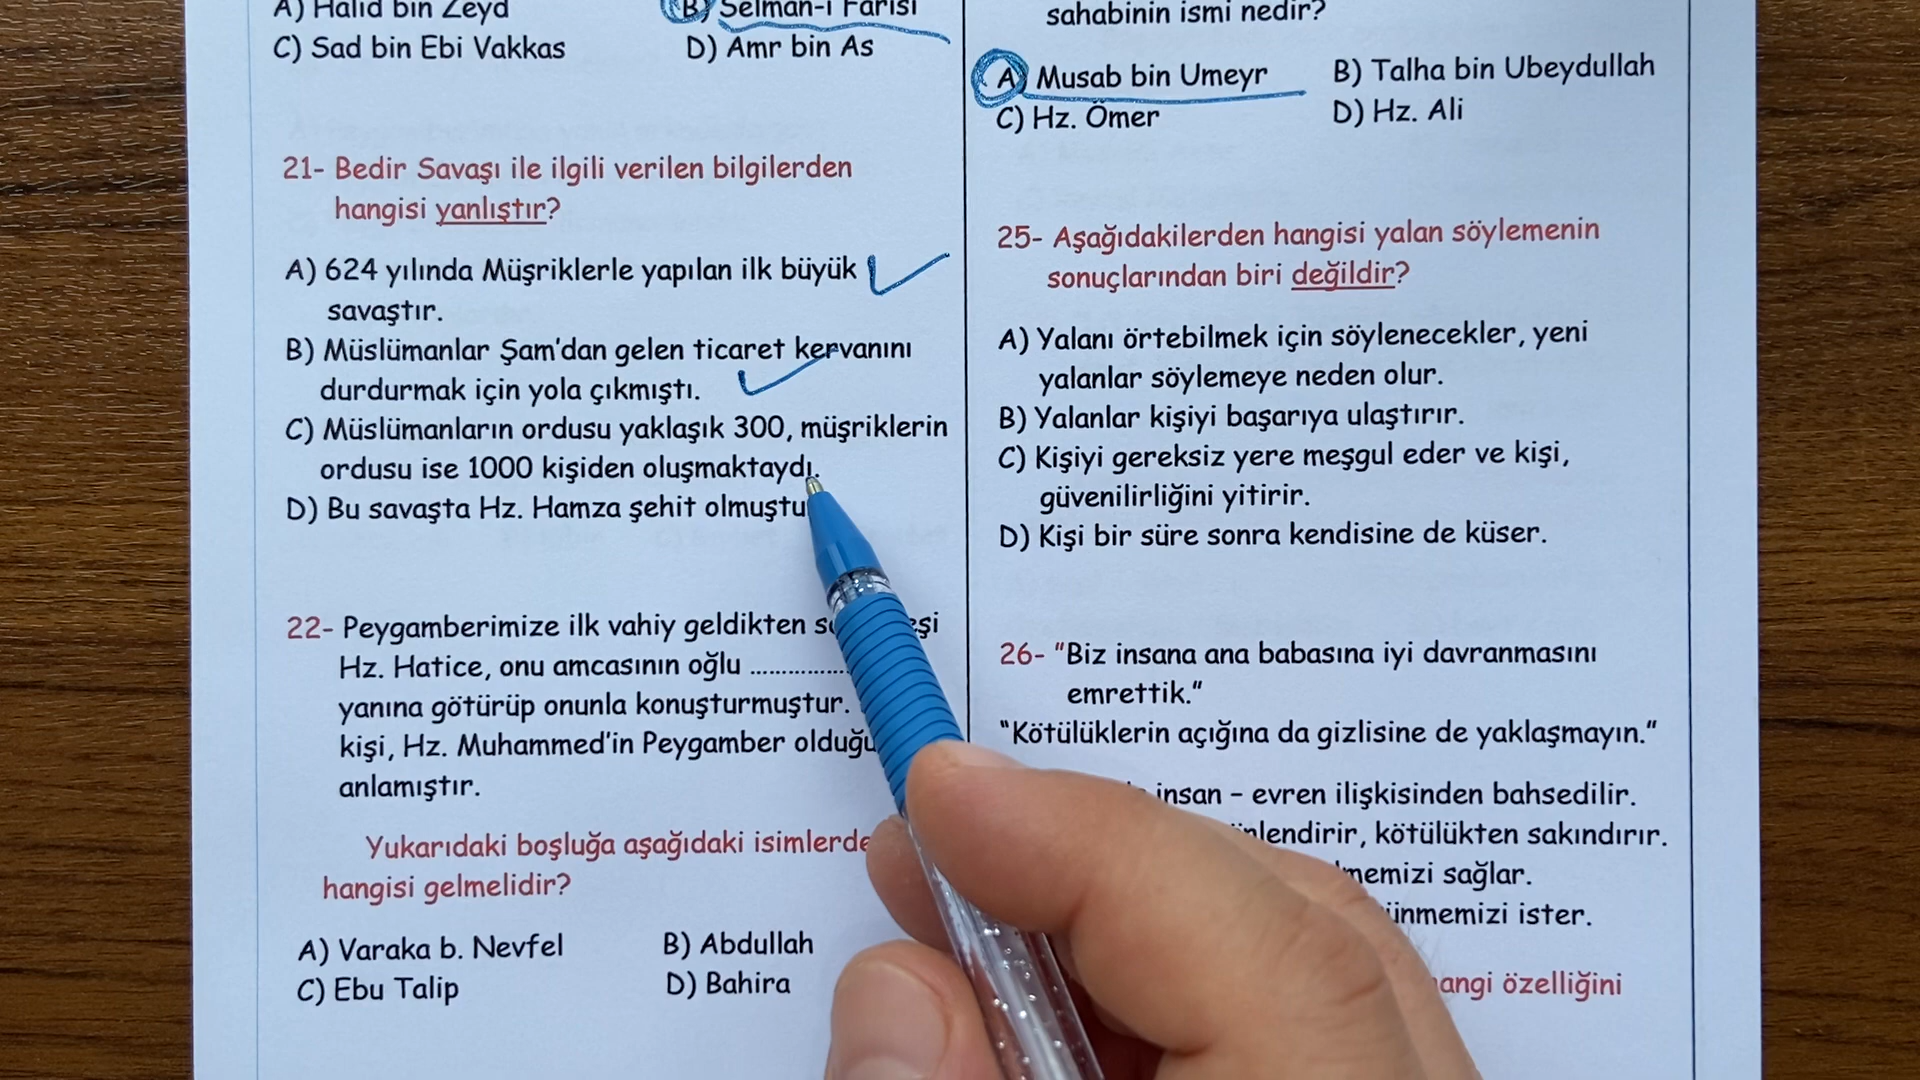 A) Halid bin Zeyd B) Selman-i Farisi
C) Sad bin Ebi Vakkas D) Amr bin As
21- Bedir Savaşı ile ilgili verilen bilgilerden
hangisi yanlıştır?
A) 624 yılında Müşriklerle yapılan ilk büyük
savaştır.
B) Müslümanlar Şam'dan gelen ticaret kervanını
durdurmak için yola çıkmıştı.
C) Müslümanların ordusu yaklaşık 300, müşriklerin
ordusu ise 1000 kişiden oluşmaktaydı.
D) Bu savaşta Hz. Hamza şehit olmuştu
22- Peygamberimize ilk vahiy geldikten
Hz. Hatice, onu amcasının oğlu ..............
yanına götürüp onunla konuşturmuştur.
kişi, Hz. Muhammed'in Peygamber olduğu
anlamıştır.
Yukarıdaki boşluğa aşağıdaki isimlerde
hangisi gelmelidir?
A) Varaka b. Nevfel B) Abdullah
C) Ebu Talip D) Bahira
sahabinin ismi nedir?
A) Musab bin Umeyr B) Talha bin Ubeydullah
C) Hz. Ömer D) Hz. Ali
25- Aşağıdakilerden hangisi yalan söylemenin
sonuçlarından biri değildir?
A) Yalanı örtebilmek için söylenecekler, yeni
yalanlar söylemeye neden olur.
B) Yalanlar kişiyi başarıya ulaştırır.
C) Kişiyi gereksiz yere meşgul eder ve kişi,
güvenilirliğini yitirir.
D) Kişi bir süre sonra kendisine de küser.
26- "Biz insana ana babasına iyi davranmasını
emrettik."
"Kötülüklerin açığına da gizlisine de yaklaşmayın."
insan – evren ilişkisinden bahsedilir.
nlendirir, kötülükten sakındırır.
memizi sağlar.
ünmemizi ister.
angi özelliğini